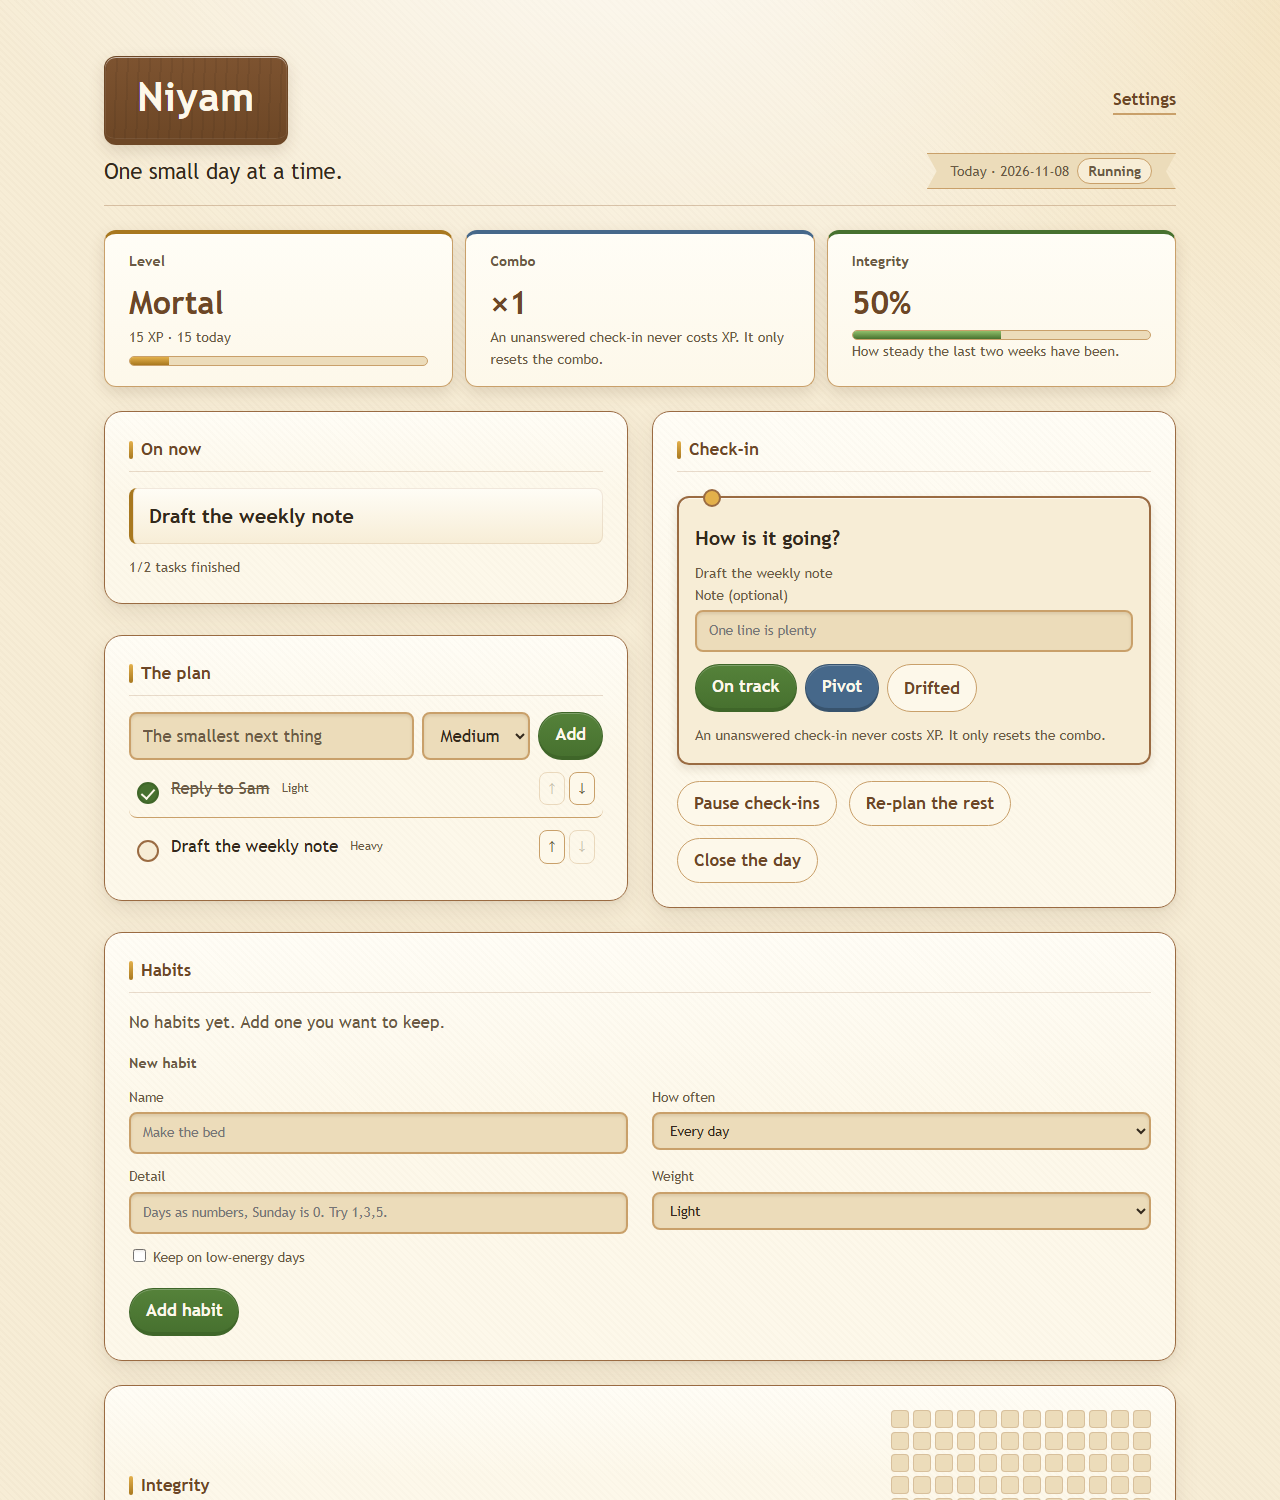 Niyam
Settings
One small day at a time.
Today · 2026-11-08 Running
Level
Mortal
15 XP · 15 today
Combo
×1
An unanswered check-in never costs XP. It only
resets the combo.
Integrity
50%
How steady the last two weeks have been.
On now
Draft the weekly note
1/2 tasks finished
The plan
The smallest next thing
Medium
Add
Reply to Sam Light
↑ ↓
Draft the weekly note Heavy
↑ ↓
Check-in
How is it going?
Draft the weekly note
Note (optional)
One line is plenty
On track
Pivot
Drifted
An unanswered check-in never costs XP. It only resets the combo.
Pause check-ins
Re-plan the rest
Close the day
Habits
No habits yet. Add one you want to keep.
New habit
Name
Make the bed
How often
Every day
Detail
Days as numbers, Sunday is 0. Try 1,3,5.
Weight
Light
Keep on low-energy days
Add habit
Integrity